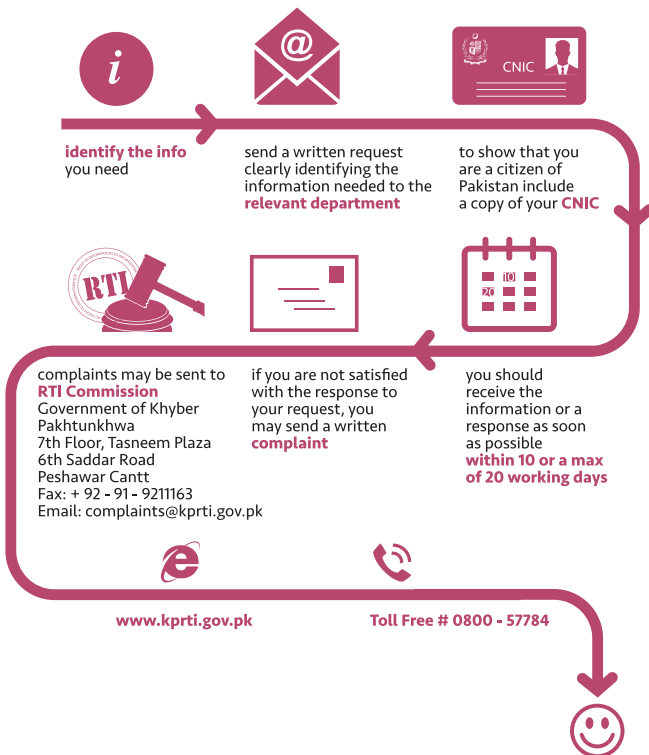 i
@
CNIC
identify the info
you need
send a written request
clearly identifying the
information needed to the
relevant department
to show that you
are a citizen of
Pakistan include
a copy of your CNIC
RTI
10
20
complaints may be sent to
RTI Commission
Government of Khyber
Pakhtunkhwa
7th Floor, Tasneem Plaza
6th Saddar Road
Peshawar Cantt
Fax: + 92 - 91 - 9211163
Email: complaints@kprti.gov.pk
if you are not satisfied
with the response to
your request, you
may send a written
complaint
you should
receive the
information or a
response as soon
as possible
within 10 or a max
of 20 working days
www.kprti.gov.pk
Toll Free # 0800 - 57784